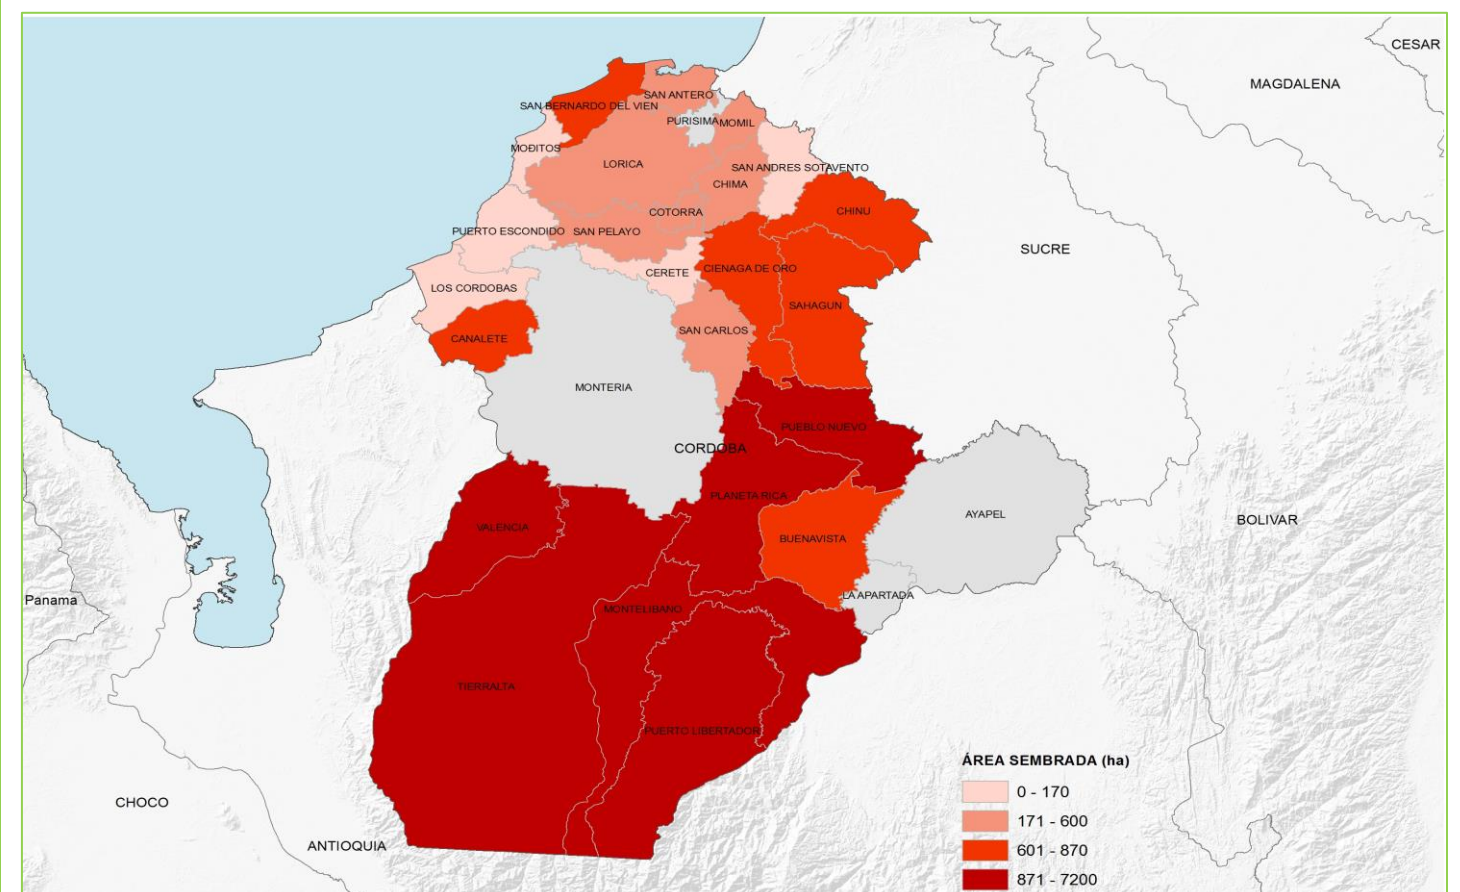 CESAR
MAGDALENA
SAN ANTERO
SAN BERNARDO DEL VIEN
PURISIMA
MOMIL
MOÐITOS
LORICA
SAN ANDRES SOTAVENTO
CHIMA
COTORRA
CHINU
PUERTO ESCONDIDO
SAN PELAYO
SUCRE
CERETE
CIENAGA DE ORO
LOS CORDOBAS
SAHAGUN
SAN CARLOS
CANALETE
MONTERIA
PUEBLO NUEVO
CORDOBA
PLANETA RICA
AYAPEL
BOLIVAR
VALENCIA
BUENAVISTA
LA APARTADA
Panama
MONTELIBANO
TIERRALTA
PUERTO LIBERTADOR
CHOCO
ANTIOQUIA
ÁREA SEMBRADA (ha)
0 - 170
171 - 600
601 - 870
871 - 7200